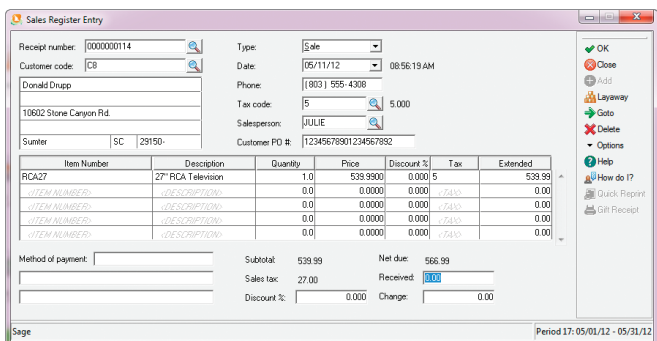 Sales Register Entry
Receipt number: 0000000114 Type: Sale
Customer code: C8 Date: 05/11/12 08:56:19 AM
Donald Drupp Phone: (803) 555-4308
Tax code: 5 5.000
10602 Stone Canyon Rd. Salesperson: JULIE
Sumter SC 29150- Customer PO #: 12345678901234567892
OK
Close
Add
Layaway
Goto
Delete
Options
Help
How do I?
Quick Reprint
Gift Receipt
Item Number Description Quantity Price Discount % Tax Extended
RCA27 27" RCA Television 1.0 539.9900 0.000 5 539.99
<ITEM NUMBER> <DESCRIPTION> 0.0 0.0000 0.000 <TAX> 0.00
<ITEM NUMBER> <DESCRIPTION> 0.0 0.0000 0.000 <TAX> 0.00
<ITEM NUMBER> <DESCRIPTION> 0.0 0.0000 0.000 <TAX> 0.00
<ITEM NUMBER> <DESCRIPTION> 0.0 0.0000 0.000 <TAX> 0.00
Method of payment: Subtotal: 539.99 Net due: 566.99
Sales tax: 27.00 Received: 0.00
Discount %: 0.000 Change: 0.00
Sage Period 17: 05/01/12 - 05/31/12